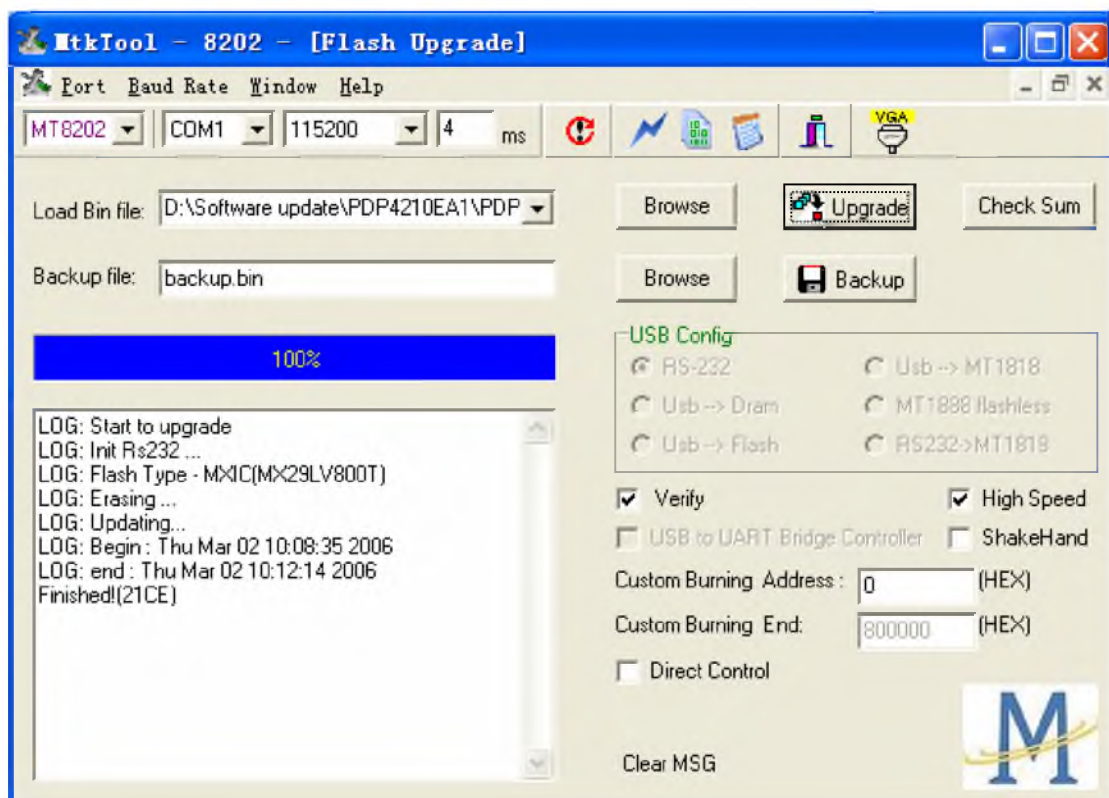 MtkTool - 8202 - [Flash Upgrade]
Port Baud Rate Window Help
MT8202 COM1 115200 4 ms VGA
Load Bin file: D:\Software update\PDP4210EA1\PDP Browse Upgrade Check Sum
Backup file: backup.bin Browse Backup
100%
LOG: Start to upgrade
LOG: Init Rs232 ...
LOG: Flash Type - MXIC(MX29LV800T)
LOG: Erasing ...
LOG: Updating...
LOG: Begin : Thu Mar 02 10:08:35 2006
LOG: end : Thu Mar 02 10:12:14 2006
Finished!(21CE)
USB Config
RS-232 Usb --> MT1818
Usb --> Dram MT1888 flashless
Usb --> Flash RS232->MT1818
Verify High Speed
USB to UART Bridge Controller ShakeHand
Custom Burning Address : 0 (HEX)
Custom Burning End: 800000 (HEX)
Direct Control
Clear MSG
M